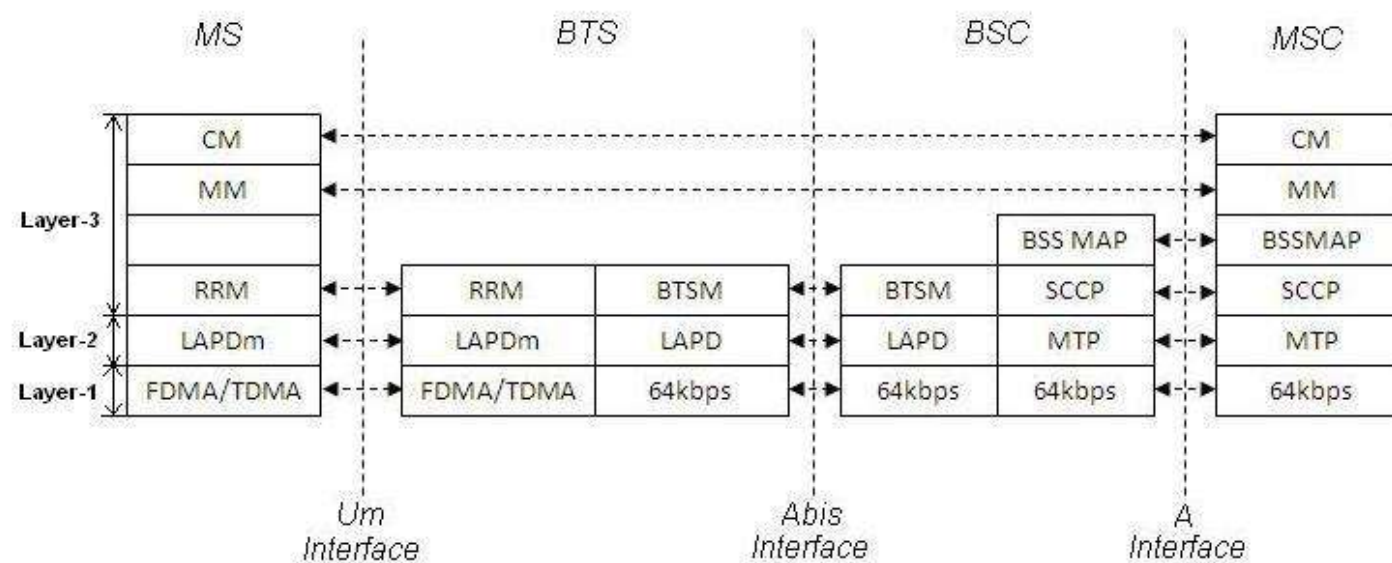 MS BTS BSC MSC
CM CM
MM MM
Layer-3
BSS MAP BSSMAP
RRM RRM BTSM BTSM SCCP SCCP
Layer-2 LAPDm LAPDm LAPD LAPD MTP MTP
Layer-1 FDMA/TDMA FDMA/TDMA 64kbps 64kbps 64kbps 64kbps
Um Abis A
Interface Interface Interface